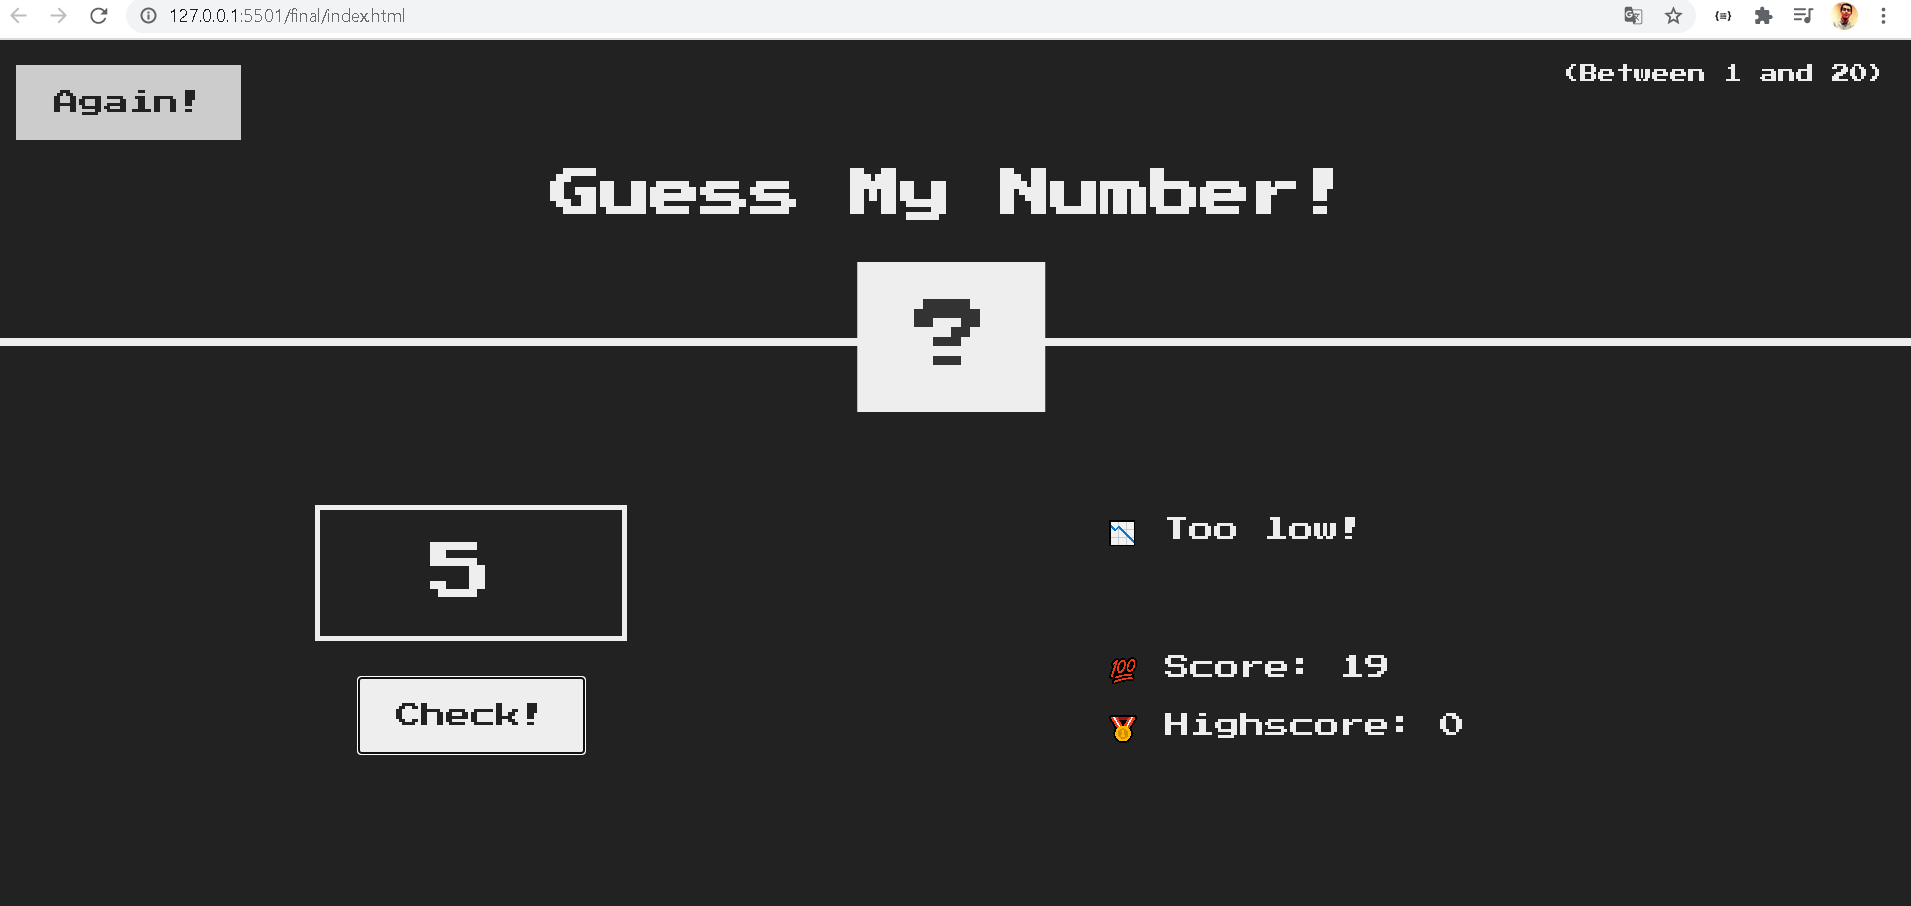 127.0.0.1:5501/final/index.html
Again!
(Between 1 and 20)
Guess My Number!
?
5
Check!
📉 Too low!
💯 Score: 19
🥇 Highscore: 0